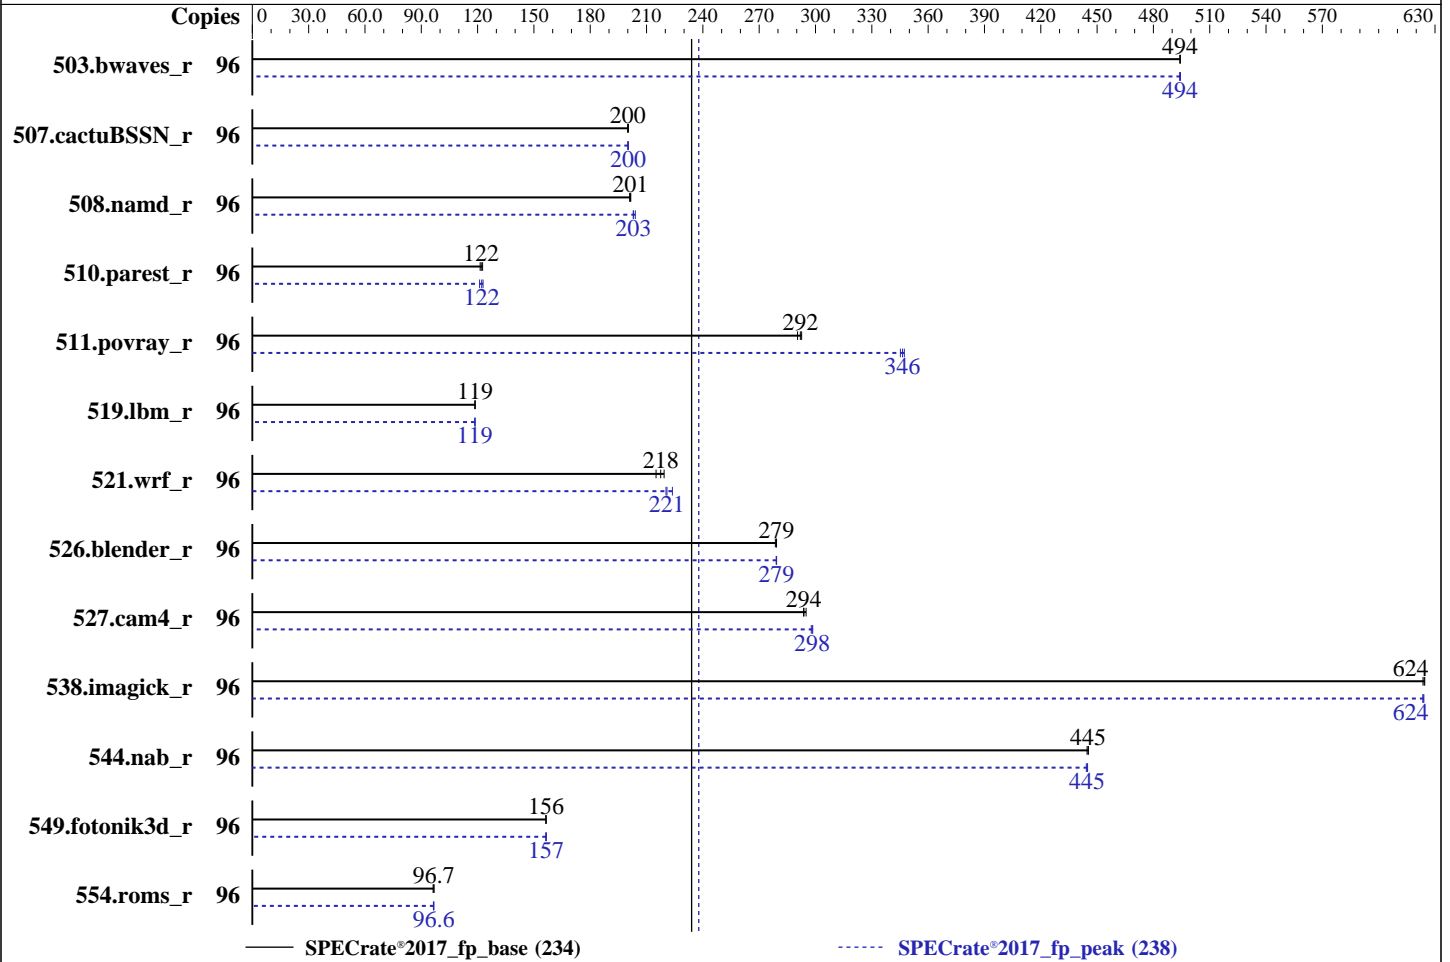 Copies 0 30.0 60.0 90.0 120 150 180 210 240 270 300 330 360 390 420 450 480 510 540 570 630
494
503.bwaves_r 96
494
200
507.cactuBSSN_r 96
200
201
508.namd_r 96
203
122
510.parest_r 96
122
292
511.povray_r 96
346
119
519.lbm_r 96
119
218
521.wrf_r 96
221
279
526.blender_r 96
279
294
527.cam4_r 96
298
624
538.imagick_r 96
624
445
544.nab_r 96
445
156
549.fotonik3d_r 96
157
96.7
554.roms_r 96
96.6
SPECrate®2017_fp_base (234) SPECrate®2017_fp_peak (238)